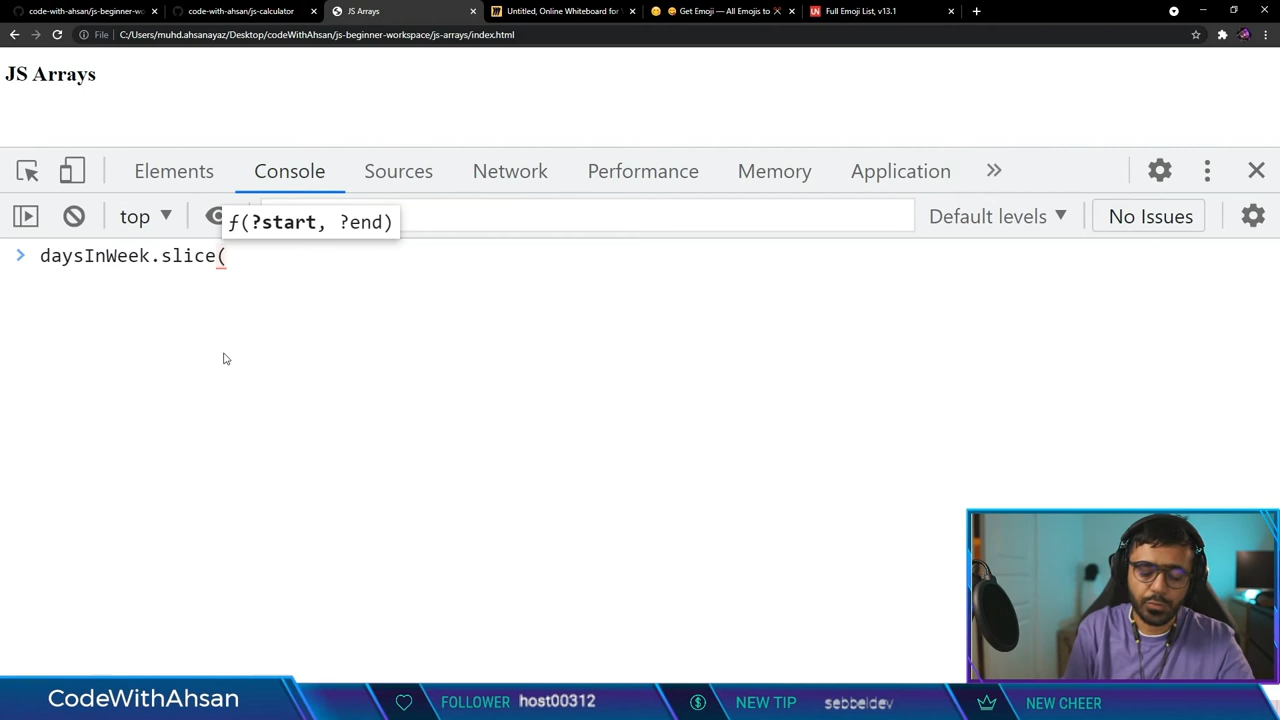 code-with-ahsan/js-beginner-wo
code-with-ahsan/js-calculator
JS Arrays
Untitled, Online Whiteboard for
Get Emoji — All Emojis to
UN
Full Emoji List, v13.1
File
C:/Users/muhd.ahsanayaz/Desktop/codeWithAhsan/js-beginner-workspace/js-arrays/index.html
JS Arrays
Elements
Console
Sources
Network
Performance
Memory
Application
top
ƒ(?start, ?end)
Default levels
No Issues
daysInWeek.slice(
CodeWithAhsan
FOLLOWER host00312
NEW TIP sebbeldev
NEW CHEER